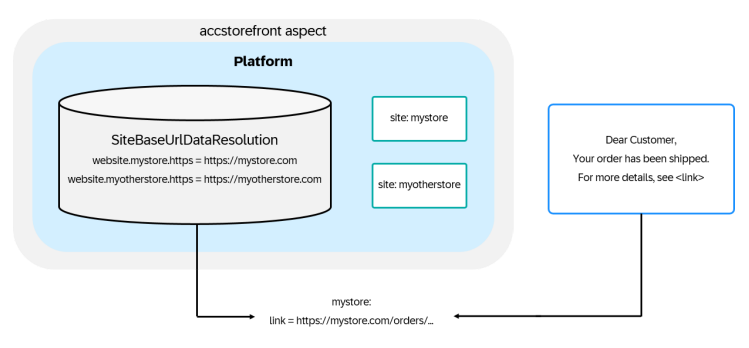 accstorefront aspect
Platform
SiteBaseUrlDataResolution
website.mystore.https = https://mystore.com
website.myotherstore.https = https://myotherstore.com
site: mystore
site: myotherstore
Dear Customer,
Your order has been shipped.
For more details, see <link>
mystore:
link = https://mystore.com/orders/...